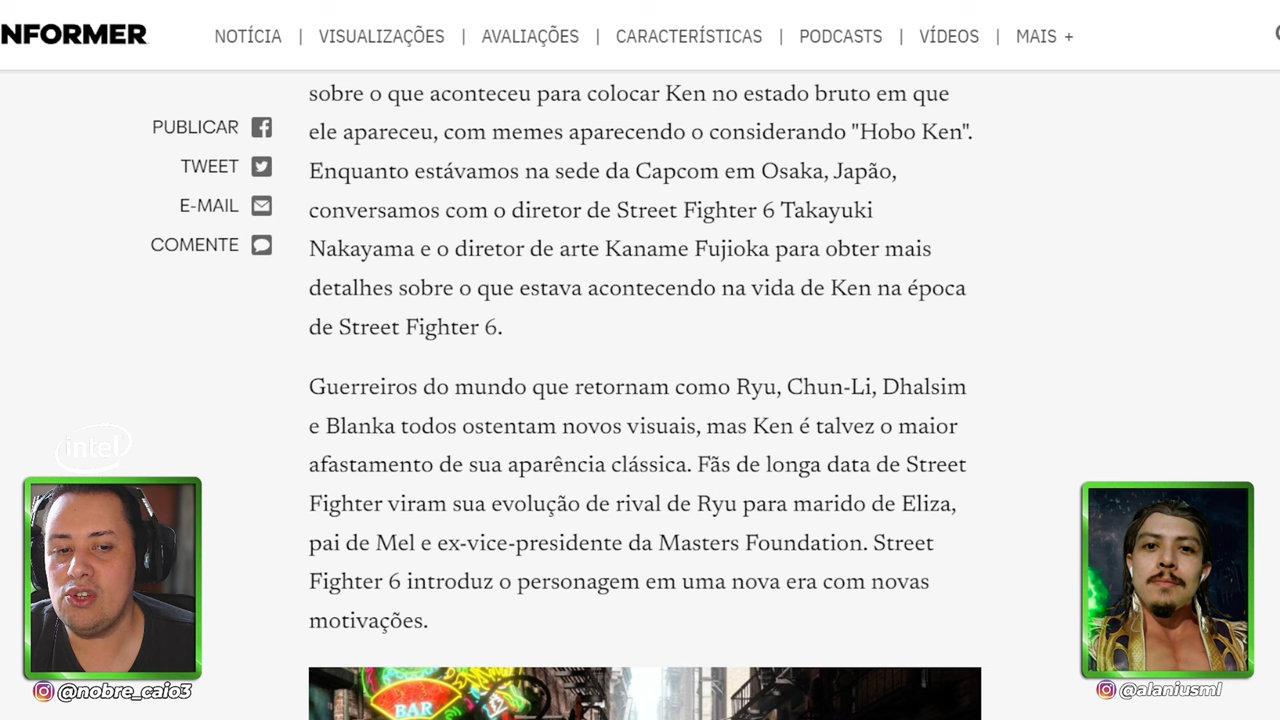 NFORMER
NOTÍCIA | VISUALIZAÇÕES | AVALIAÇÕES | CARACTERÍSTICAS | PODCASTS | VÍDEOS | MAIS +
PUBLICAR
TWEET
E-MAIL
COMENTE
sobre o que aconteceu para colocar Ken no estado bruto em que
ele apareceu, com memes aparecendo o considerando "Hobo Ken".
Enquanto estávamos na sede da Capcom em Osaka, Japão,
conversamos com o diretor de Street Fighter 6 Takayuki
Nakayama e o diretor de arte Kaname Fujioka para obter mais
detalhes sobre o que estava acontecendo na vida de Ken na época
de Street Fighter 6.
Guerreiros do mundo que retornam como Ryu, Chun-Li, Dhalsim
e Blanka todos ostentam novos visuais, mas Ken é talvez o maior
afastamento de sua aparência clássica. Fãs de longa data de Street
Fighter viram sua evolução de rival de Ryu para marido de Eliza,
pai de Mel e ex-vice-presidente da Masters Foundation. Street
Fighter 6 introduz o personagem em uma nova era com novas
motivações.
BAR
intel
@nobre_caio3
@alaniusml